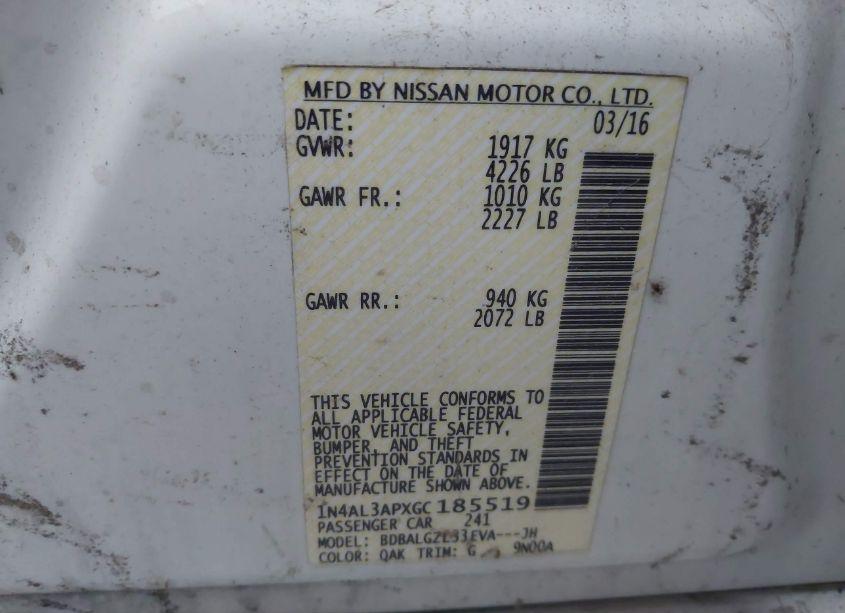 MFD BY NISSAN MOTOR CO., LTD.
DATE: 03/16
GVWR: 1917 KG
4226 LB
GAWR FR.: 1010 KG
2227 LB
GAWR RR.: 940 KG
2072 LB
THIS VEHICLE CONFORMS TO
ALL APPLICABLE FEDERAL
MOTOR VEHICLE SAFETY,
BUMPER, AND THEFT
PREVENTION STANDARDS IN
EFFECT ON THE DATE OF
MANUFACTURE SHOWN ABOVE.
1N4AL3APXGC185519
PASSENGER CAR 241
MODEL: BDBALGZL33EVA---JH
COLOR: QAK TRIM: G 9N00A